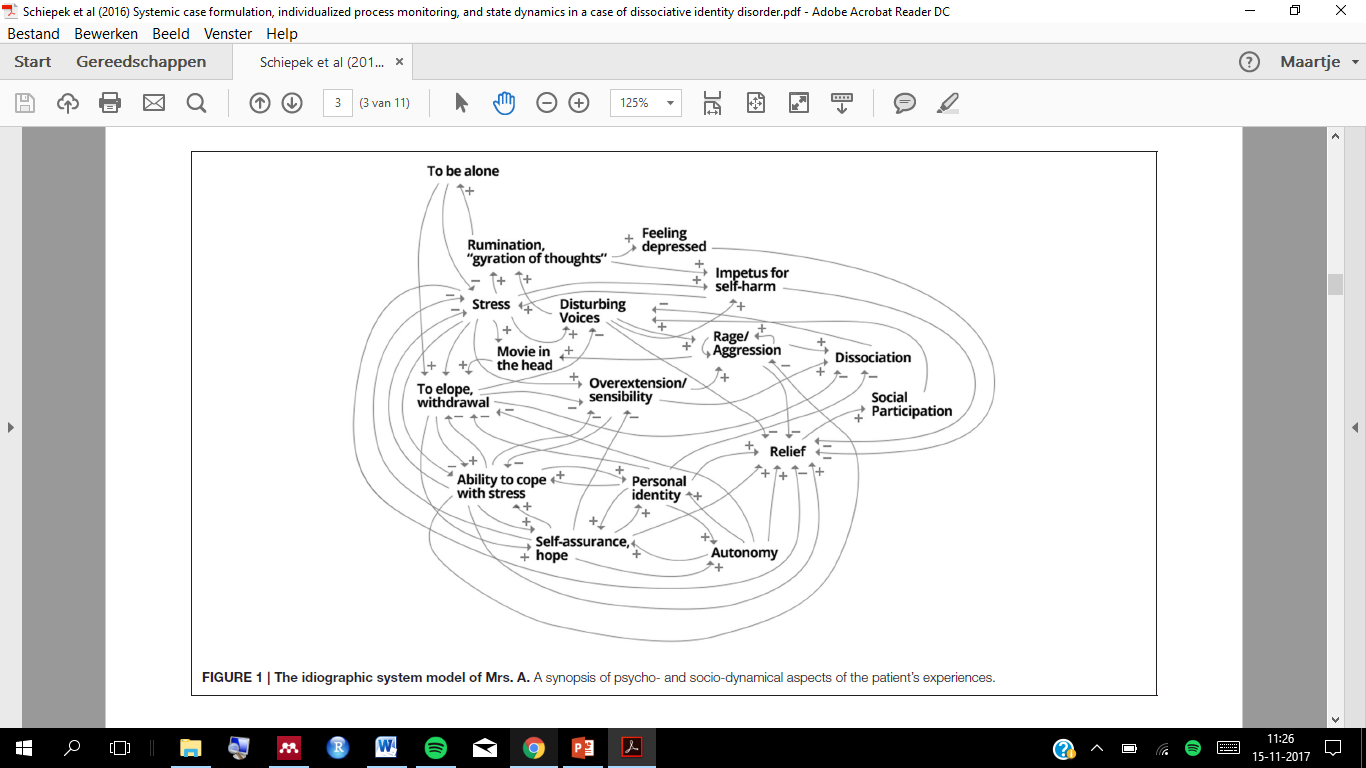 Schiepek et al (2016) Systemic case formulation, individualized process monitoring, and state dynamics in a case of dissociative identity disorder.pdf - Adobe Acrobat Reader DC
Bestand Bewerken Beeld Venster Help
Start Gereedschappen Schiepek et al (201... × ? Maartje
3 (3 van 11) 125%
To be alone
+
Rumination,
"gyration of thoughts"
+
Feeling
depressed
+
+
Impetus for
self-harm
-
-
-
+
+
Stress
+
Disturbing
Voices
-
+
+
+
+
-
Movie in
the head
+
+
Rage/
Aggression
+
+
Dissociation
+
+
+
To elope,
withdrawal
+
-
Overextension/
sensibility
+
-
+
-
-
Social
Participation
+
-
-
-
-
-
-
+
Relief
-
-
-
+
-
Ability to cope
with stress
+
+
Personal
identity
+
+
+
-
+
+
+
+
+
Self-assurance,
hope
+
+
+
Autonomy
+
FIGURE 1 | The idiographic system model of Mrs. A. A synopsis of psycho- and socio-dynamical aspects of the patient's experiences.
11:26
15-11-2017